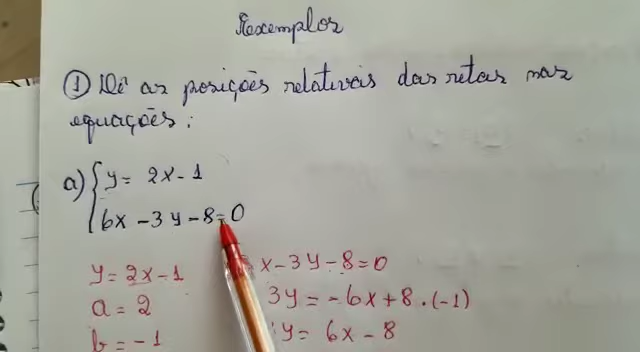 Exemplos
① Dê as posições relativas das retas nas
equações:
a) { y = 2x - 1
6x - 3y - 8 = 0
y = 2x - 1
x - 3y - 8 = 0
a = 2
3y = - 6x + 8 . (-1)
b = - 1
y = 6x - 8